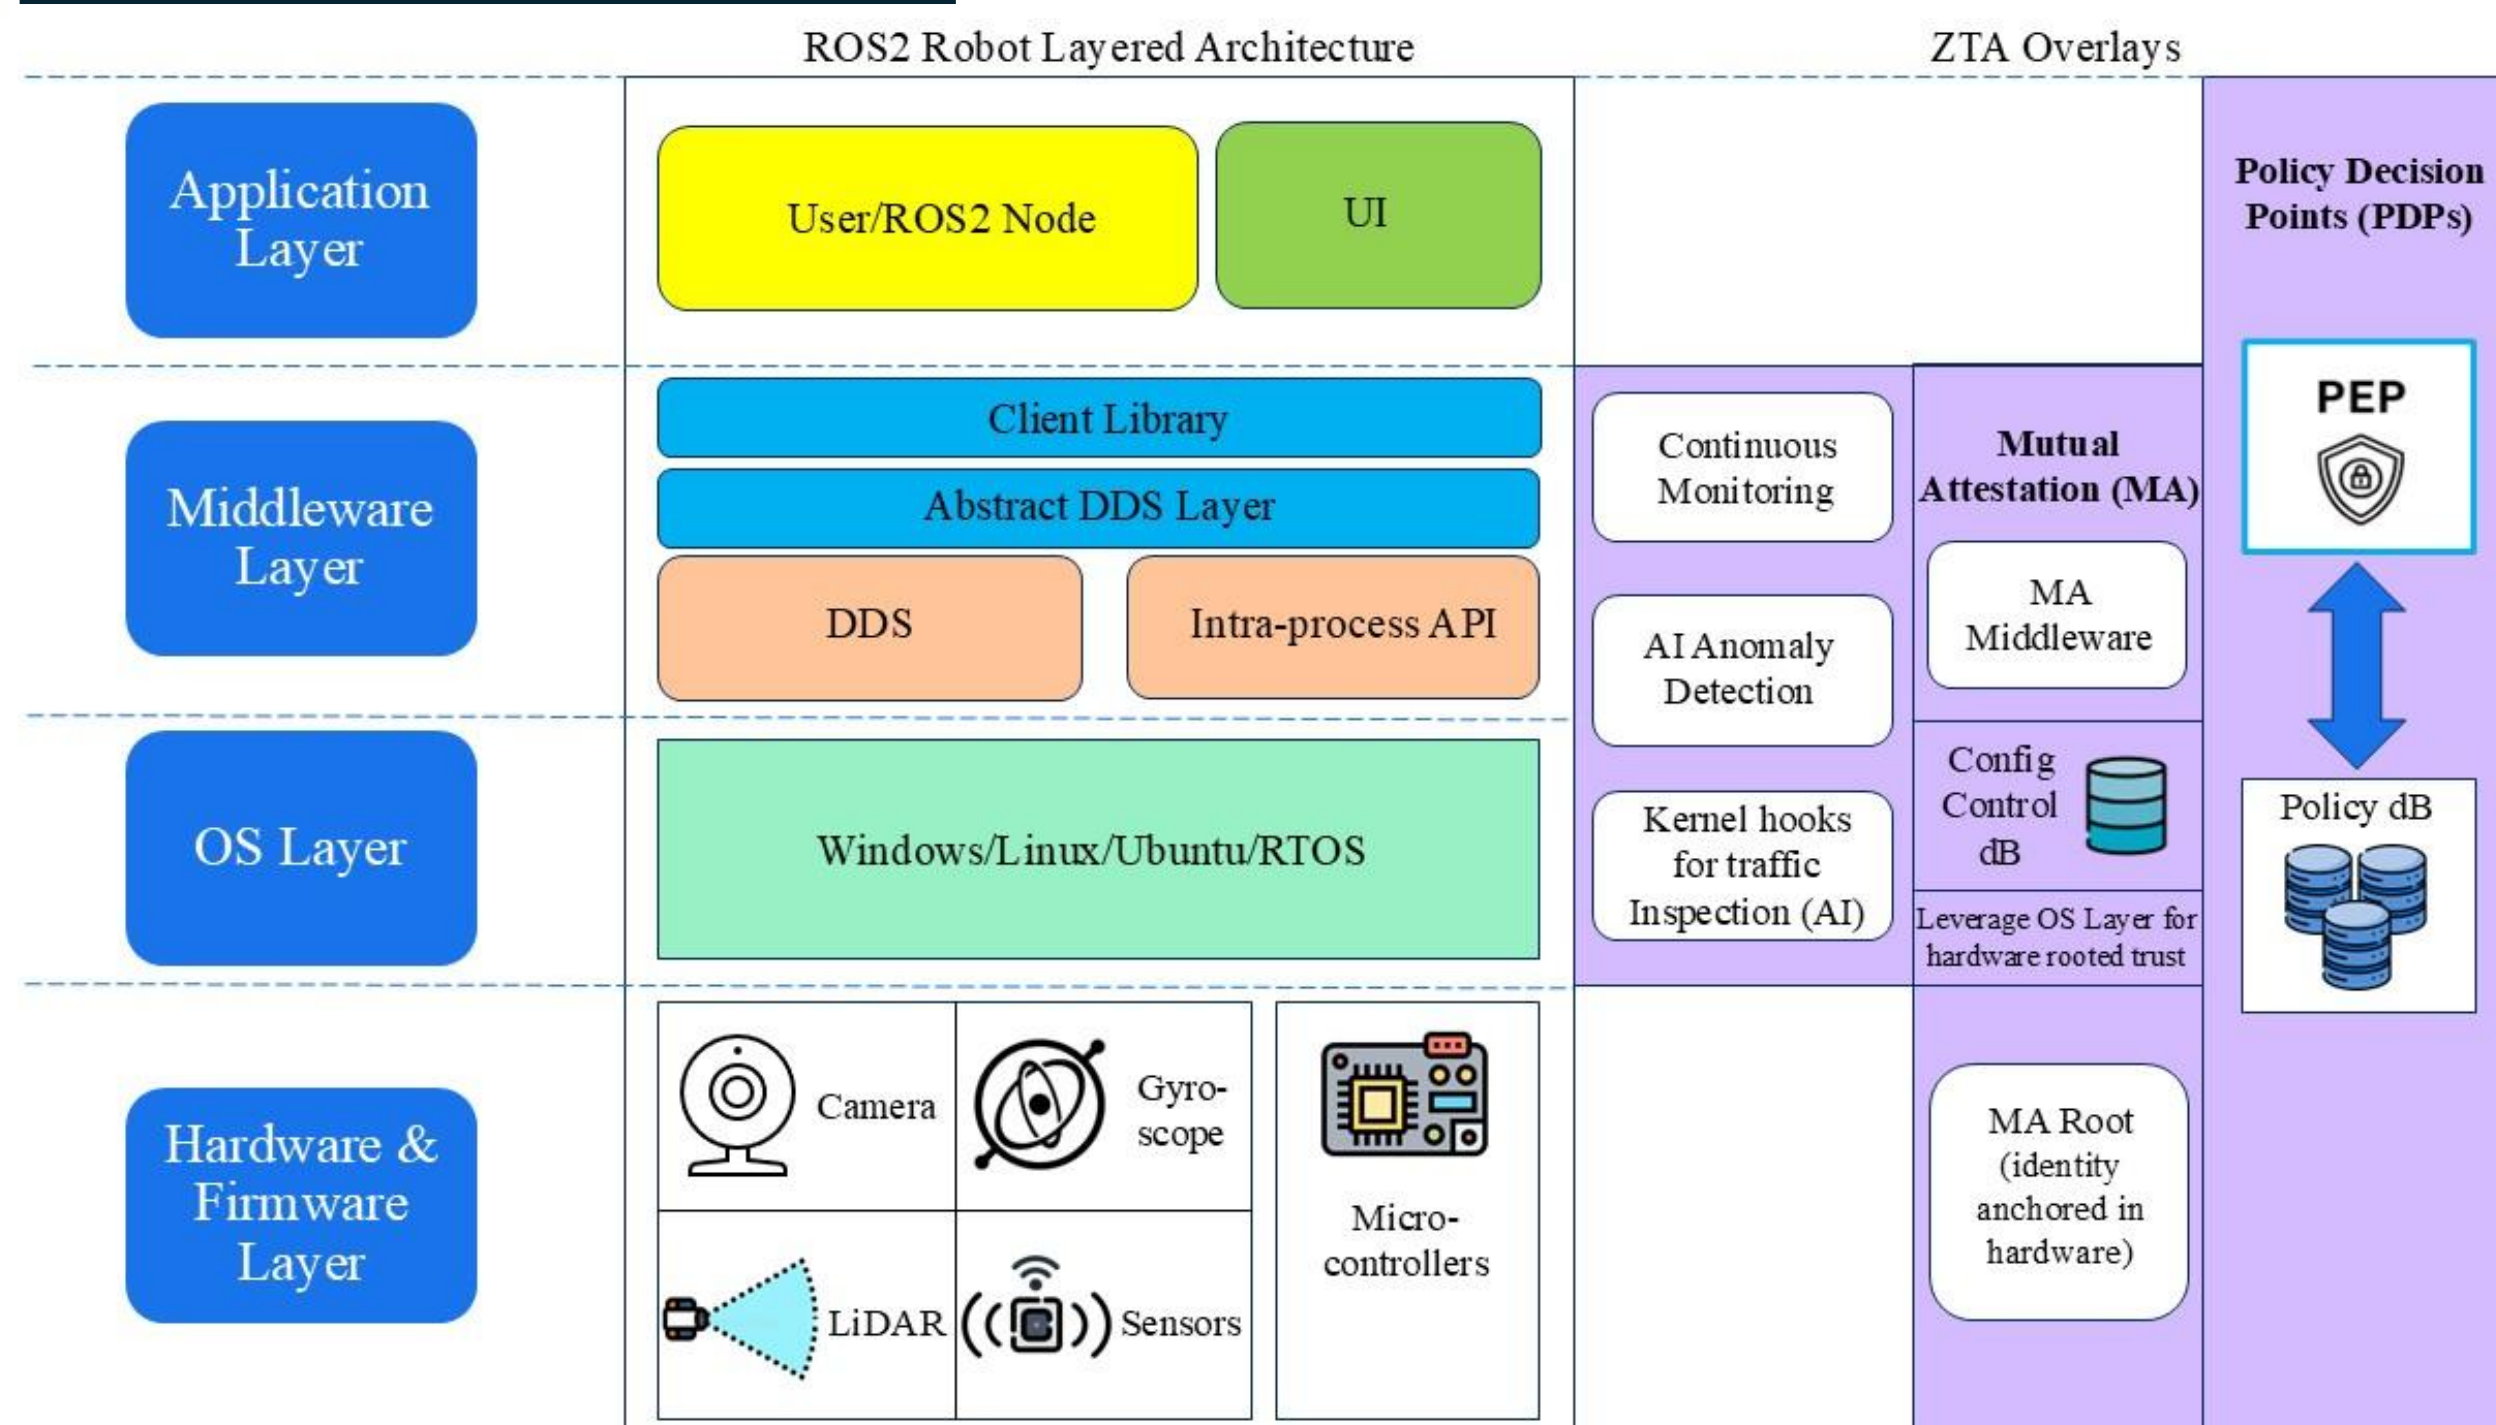 ROS2 Robot Layered Architecture
ZTA Overlays
Application
Layer
User/ROS2 Node
UI
Policy Decision
Points (PDPs)
Middleware
Layer
Client Library
Abstract DDS Layer
DDS
Intra-process API
Continuous
Monitoring
AI Anomaly
Detection
Mutual
Attestation (MA)
MA
Middleware
PEP
OS Layer
Windows/Linux/Ubuntu/RTOS
Kernel hooks
for traffic
Inspection (AI)
Config
Control
dB
Leverage OS Layer for
hardware rooted trust
Policy dB
Hardware &
Firmware
Layer
Camera
Gyro-
scope
LiDAR
Sensors
Micro-
controllers
MA Root
(identity
anchored in
hardware)